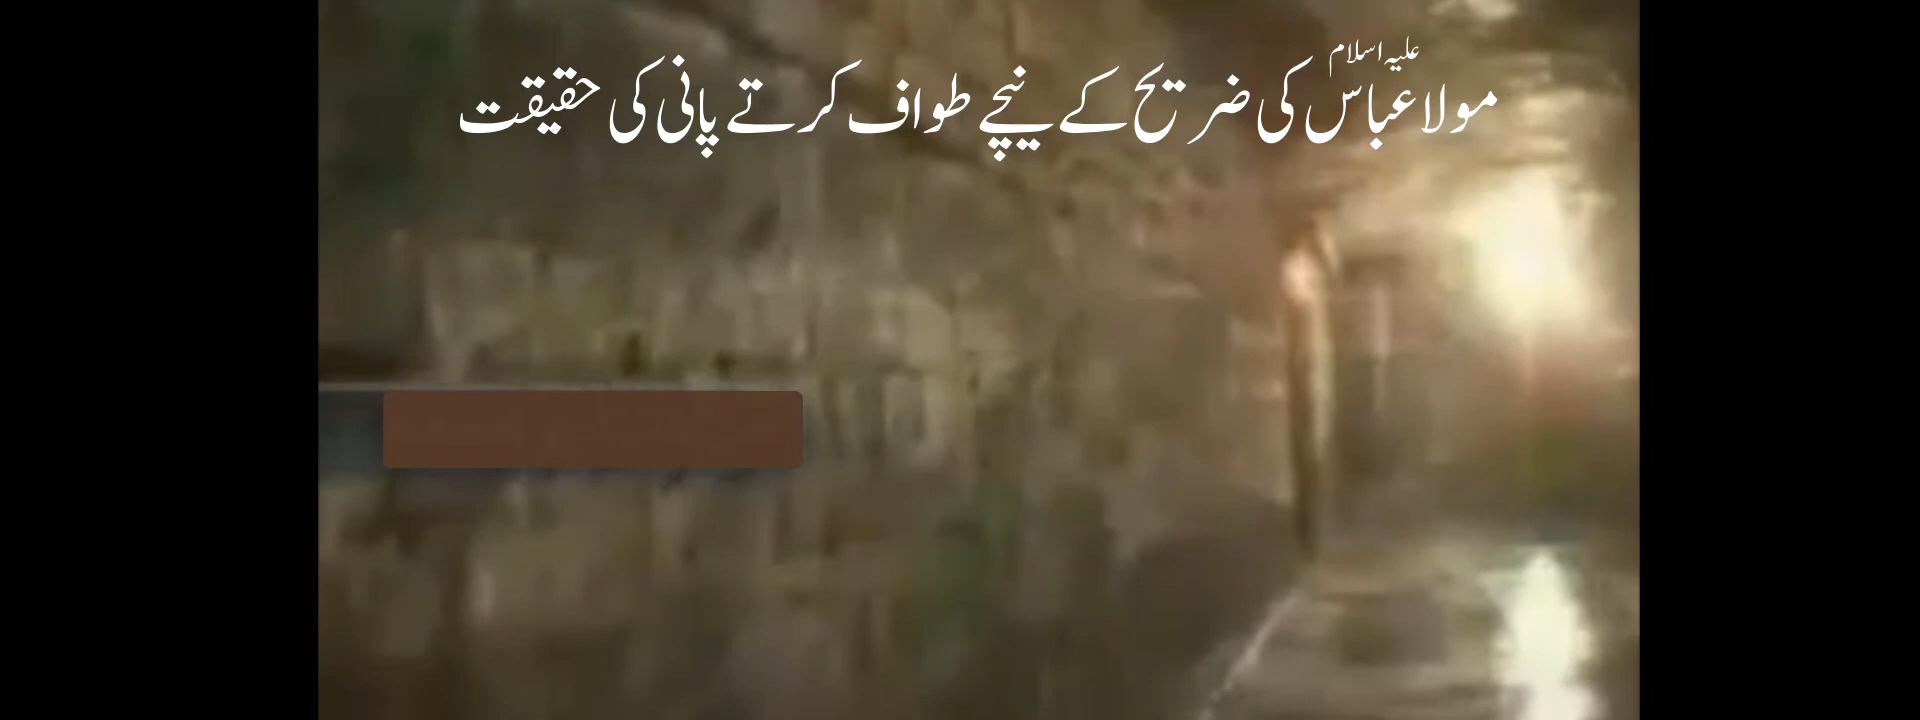 علیہ اسلام
مولا عباس کی ضریح کے نیچے طواف کرتے پانی کی حقیقت